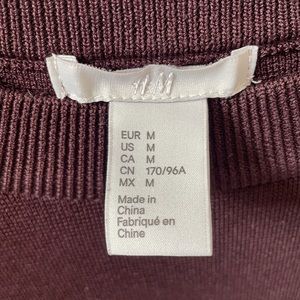 H&M
EUR M
US M
CA M
CN 170/96A
MX M
Made in
China
Fabriqué en
Chine